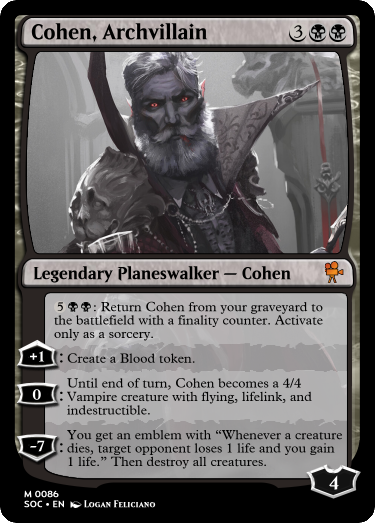 Cohen, Archvillain 3
Legendary Planeswalker — Cohen
5 : Return Cohen from your graveyard to
the battlefield with a finality counter. Activate
only as a sorcery.
+1 : Create a Blood token.
Until end of turn, Cohen becomes a 4/4
0 : Vampire creature with flying, lifelink, and
indestructible.
You get an emblem with “Whenever a creature
-7 : dies, target opponent loses 1 life and you gain
1 life.” Then destroy all creatures.
4
M 0086
SOC • EN Logan Feliciano